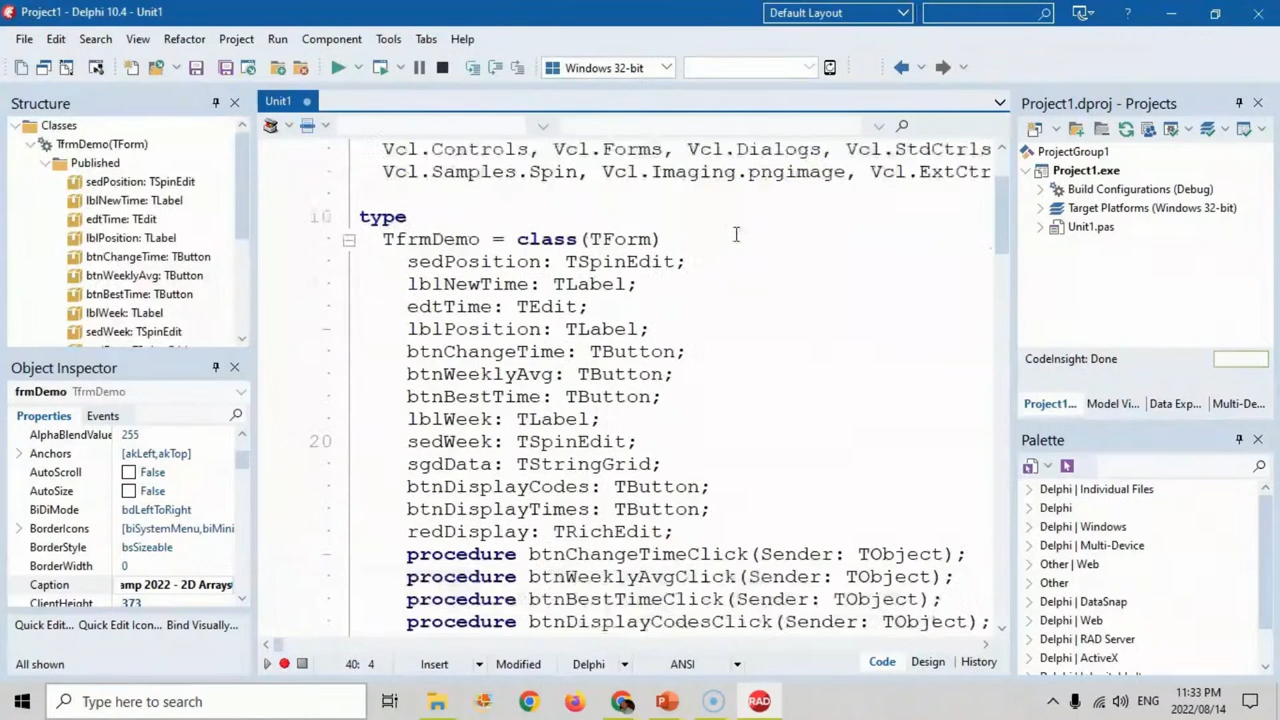 Project1 - Delphi 10.4 - Unit1
Default Layout
File Edit Search View Refactor Project Run Component Tools Tabs Help
Windows 32-bit
Structure
Classes
TfrmDemo(TForm)
Published
sedPosition: TSpinEdit
lblNewTime: TLabel
edtTime: TEdit
lblPosition: TLabel
btnChangeTime: TButton
btnWeeklyAvg: TButton
btnBestTime: TButton
lblWeek: TLabel
sedWeek: TSpinEdit
Object Inspector
frmDemo TfrmDemo
Properties Events
AlphaBlendValue 255
Anchors [akLeft,akTop]
AutoScroll False
AutoSize False
BiDiMode bdLeftToRight
BorderIcons [biSystemMenu,biMini
BorderStyle bsSizeable
BorderWidth 0
Caption amp 2022 - 2D Arrays
ClientHeight 373
Quick Edit... Quick Edit Icon... Bind Visually...
All shown
Unit1
Vcl.Controls, Vcl.Forms, Vcl.Dialogs, Vcl.StdCtrls
Vcl.Samples.Spin, Vcl.Imaging.pngimage, Vcl.ExtCtr
10 type
TfrmDemo = class(TForm)
sedPosition: TSpinEdit;
lblNewTime: TLabel;
edtTime: TEdit;
lblPosition: TLabel;
btnChangeTime: TButton;
btnWeeklyAvg: TButton;
btnBestTime: TButton;
lblWeek: TLabel;
20 sedWeek: TSpinEdit;
sgdData: TStringGrid;
btnDisplayCodes: TButton;
btnDisplayTimes: TButton;
redDisplay: TRichEdit;
procedure btnChangeTimeClick(Sender: TObject);
procedure btnWeeklyAvgClick(Sender: TObject);
procedure btnBestTimeClick(Sender: TObject);
procedure btnDisplayCodesClick(Sender: TObject);
40: 4 Insert Modified Delphi ANSI Code Design History
Project1.dproj - Projects
ProjectGroup1
Project1.exe
Build Configurations (Debug)
Target Platforms (Windows 32-bit)
Unit1.pas
CodeInsight: Done
Project1... Model Vi... Data Exp... Multi-De...
Palette
Delphi | Individual Files
Delphi
Delphi | Windows
Delphi | Multi-Device
Other | Web
Other
Delphi | DataSnap
Delphi | Web
Delphi | RAD Server
Delphi | ActiveX
Type here to search
RAD
ENG
11:33 PM
2022/08/14